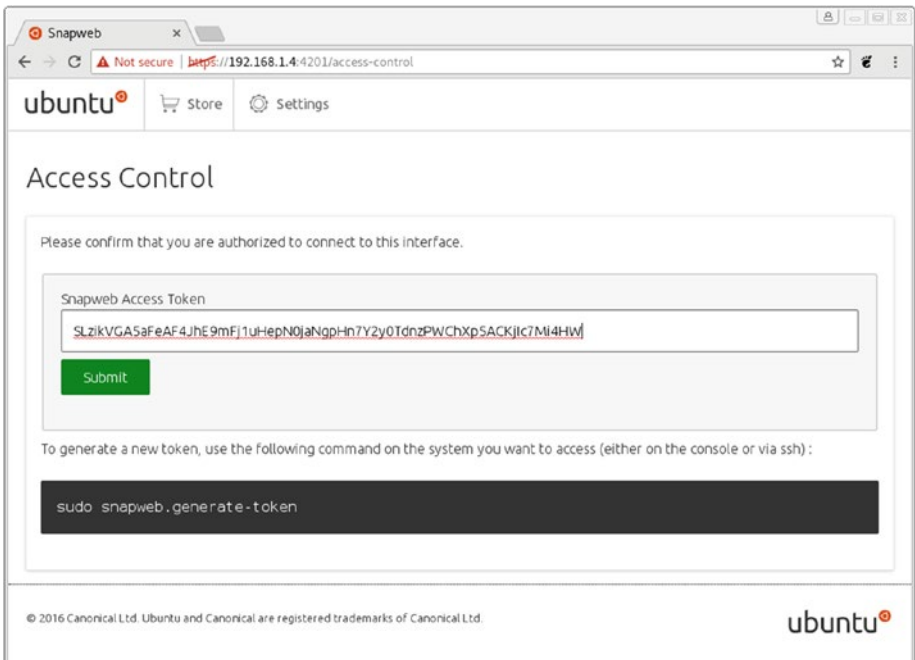 Snapweb
Not secure | https://192.168.1.4:4201/access-control
ubuntu Store Settings
Access Control
Please confirm that you are authorized to connect to this interface.
Snapweb Access Token
SLzikVGA5aFeAF4JhE9mFj1uHepN0jaNgpHn7Y2y0TdnzPWChXpSACKjIc7Mi4HW
Submit
To generate a new token, use the following command on the system you want to access (either on the console or via ssh) :
sudo snapweb.generate-token
© 2016 Canonical Ltd. Ubuntu and Canonical are registered trademarks of Canonical Ltd.
ubuntu